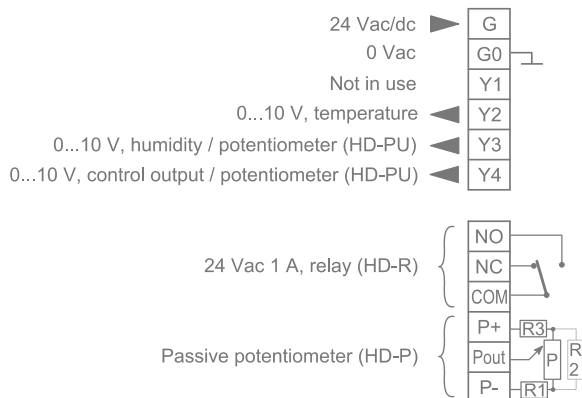 24 Vac/dc G
0 Vac G0
Not in use Y1
0...10 V, temperature Y2
0...10 V, humidity / potentiometer (HD-PU) Y3
0...10 V, control output / potentiometer (HD-PU) Y4
NO
24 Vac 1 A, relay (HD-R) NC
COM
P+ R3
Passive potentiometer (HD-P) Pout P R2
P- R1